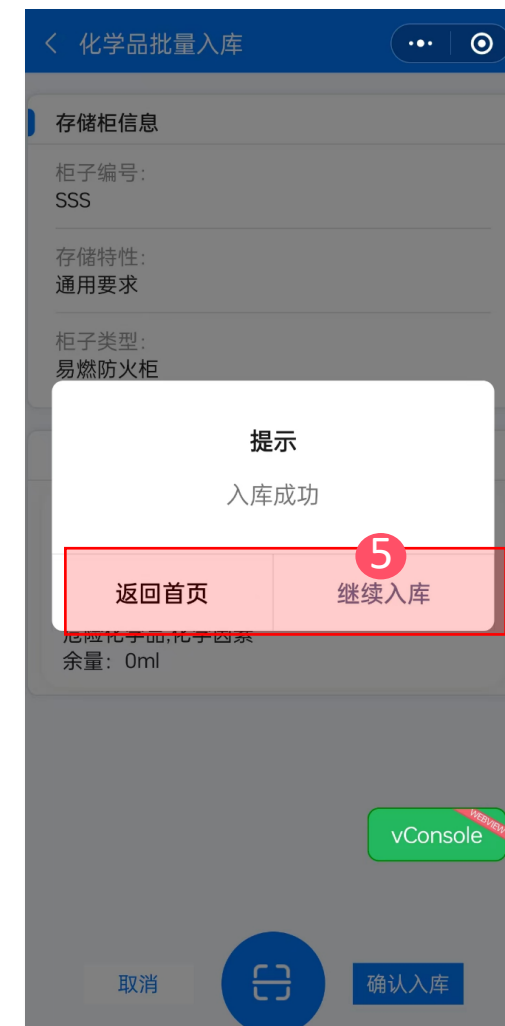 化学品批量入库
存储柜信息
柜子编号:
SSS
存储特性:
通用要求
柜子类型:
易燃防火柜
提示
入库成功
5
返回首页
继续入库
危险化学品,化学因素
余量: 0ml
WEBVIEW
vConsole
取消
确认入库